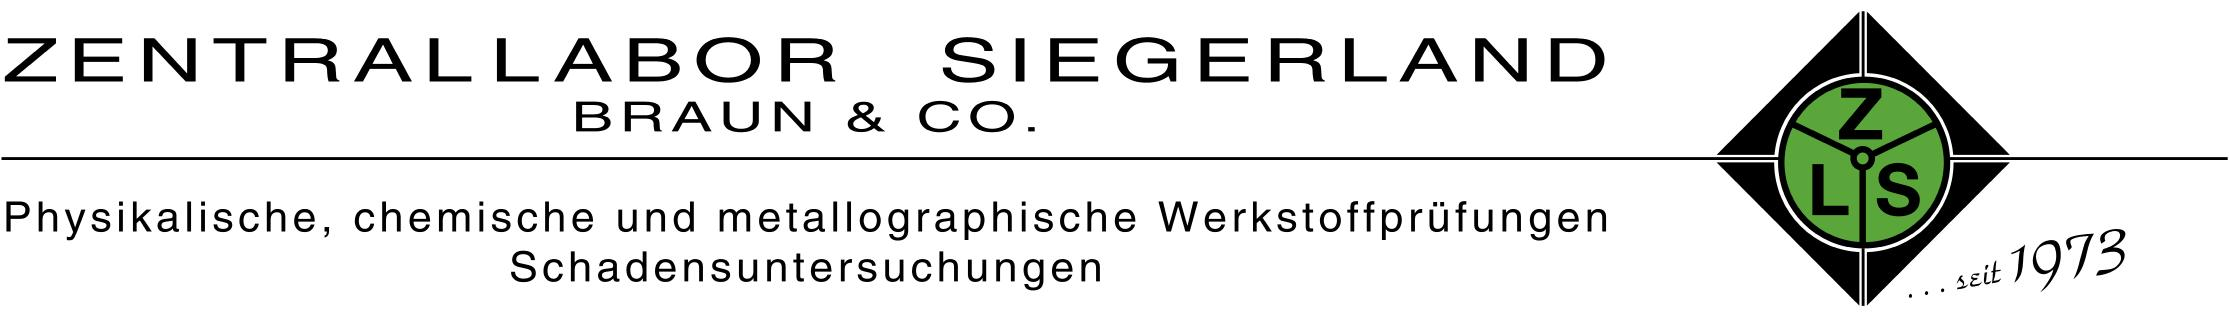 ZENTRALLABOR SIEGERLAND
BRAUN & CO.
Physikalische, chemische und metallographische Werkstoffprüfungen
Schadensuntersuchungen
Z
L S
...seit 1973